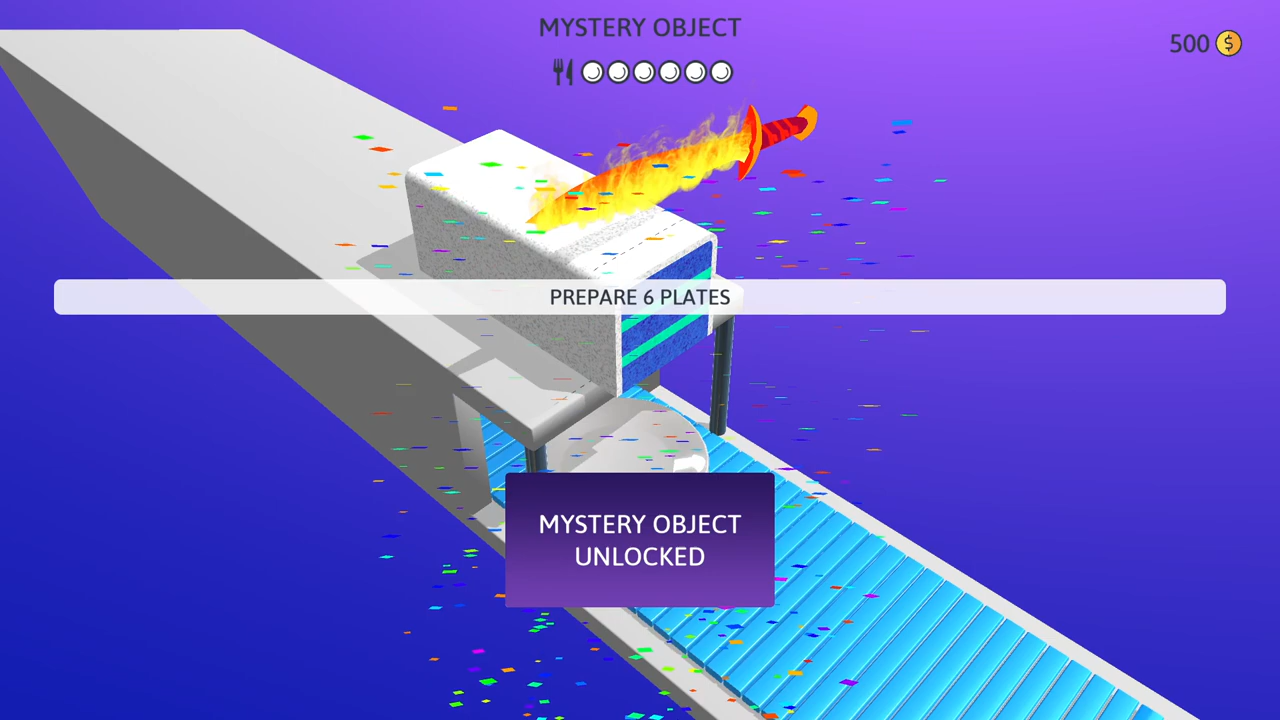 MYSTERY OBJECT
500 $
PREPARE 6 PLATES
MYSTERY OBJECT
UNLOCKED